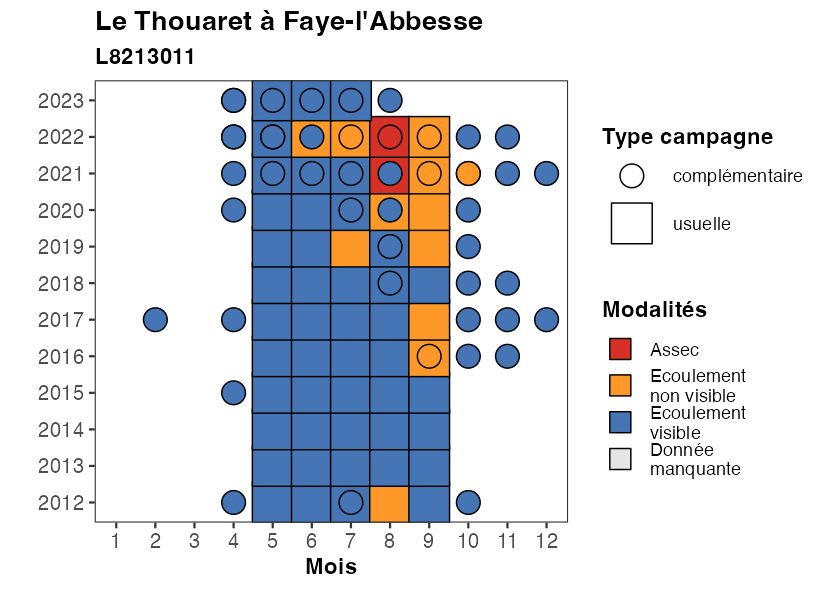 Le Thouaret à Faye-l'Abbesse
L8213011
2023
2022
2021
2020
2019
2018
2017
2016
2015
2014
2013
2012
1 2 3 4 5 6 7 8 9 10 11 12
Mois
Type campagne
complémentaire
usuelle
Modalités
Assec
Ecoulement
non visible
Ecoulement
visible
Donnée
manquante